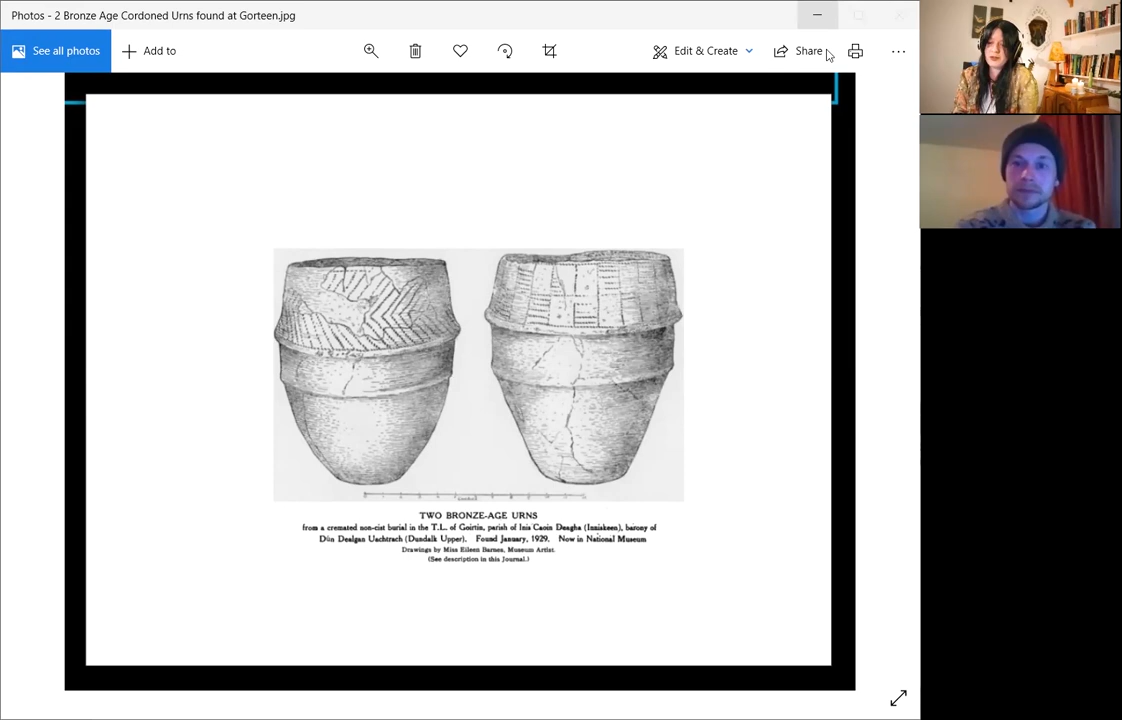 Photos - 2 Bronze Age Cordoned Urns found at Gorteen.jpg
See all photos
Add to
Edit & Create
Share
TWO BRONZE-AGE URNS
from a cremated non-cist burial in the T.L. of Goirtin, parish of Inis Caoin Deagha (Inniskeen), barony of
Dún Dealgan Uachtrach (Dundalk Upper). Found January, 1929. Now in National Museum
Drawings by Miss Eileen Barnes, Museum Artist.
(See description in this Journal.)